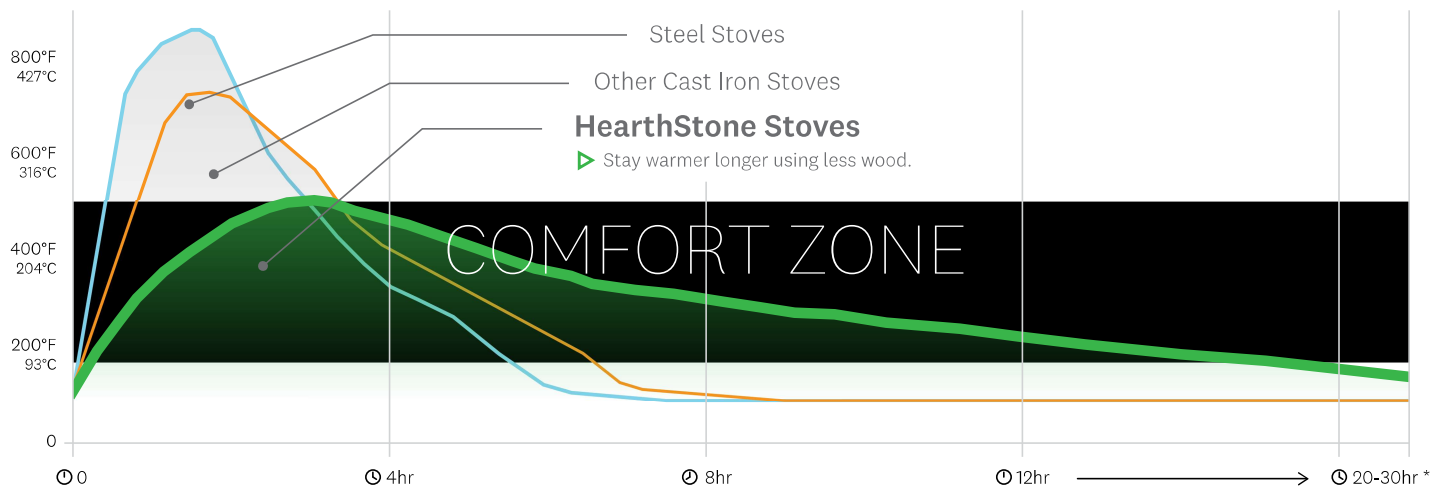 Steel Stoves
800°F
427°C
Other Cast Iron Stoves
HearthStone Stoves
600°F
316°C
Stay warmer longer using less wood.
COMFORT ZONE
400°F
204°C
200°F
93°C
0
0
4hr
8hr
12hr
20-30hr *